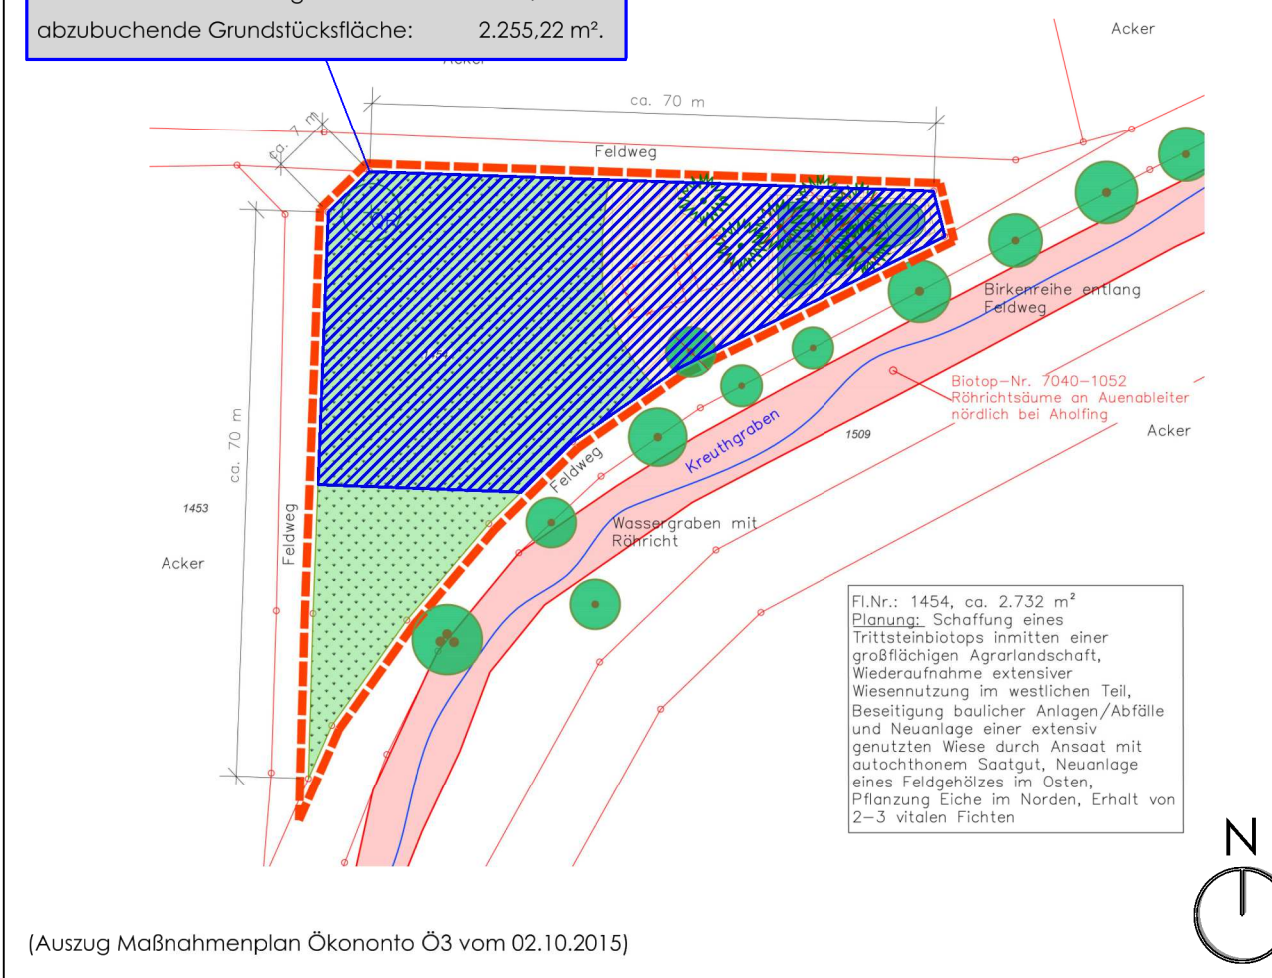 abzubuchende Grundstücksfläche: 2.255,22 m².
Acker
Acker
ca. 70 m
ca. 7 m
Feldweg
Birkenreihe entlang
Feldweg
Biotop-Nr. 7040-1052
Röhrichtsäume an Auenableiter
nördlich bei Aholfing
Kreuthgraben
1509
Acker
ca. 70 m
Feldweg
1453
Feldweg
Wassergraben mit
Röhricht
Acker
Fl.Nr.: 1454, ca. 2.732 m²
Planung: Schaffung eines
Trittsteinbiotops inmitten einer
großflächigen Agrarlandschaft,
Wiederaufnahme extensiver
Wiesennutzung im westlichen Teil,
Beseitigung baulicher Anlagen/Abfälle
und Neuanlage einer extensiv
genutzten Wiese durch Ansaat mit
autochthonem Saatgut, Neuanlage
eines Feldgehölzes im Osten,
Pflanzung Eiche im Norden, Erhalt von
2-3 vitalen Fichten
N
(Auszug Maßnahmenplan Ökononto Ö3 vom 02.10.2015)